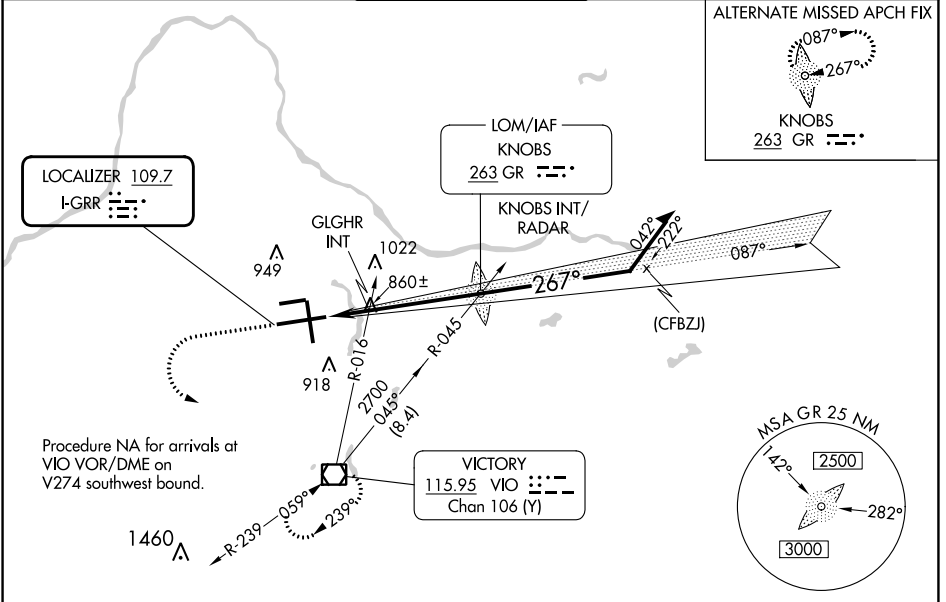 ALTERNATE MISSED APCH FIX
087°
267°
KNOBS
263 GR
LOM/IAF
KNOBS
263 GR
KNOBS INT/
RADAR
LOCALIZER 109.7
I-GRR
GLGHR
INT
1022
949
860±
042°
222°
087°
267°
(CFBZJ)
R-016
R-045
918
2700
045°
(8.4)
Procedure NA for arrivals at
VIO VOR/DME on
V274 southwest bound.
VICTORY
115.95 VIO
Chan 106 (Y)
R-239
059°
239°
1460
MSA GR 25 NM
142°
2500
282°
3000